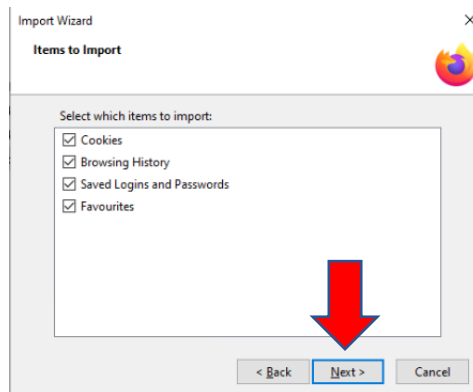 Import Wizard
Items to Import
Select which items to import:
Cookies
Browsing History
Saved Logins and Passwords
Favourites
< Back Next > Cancel